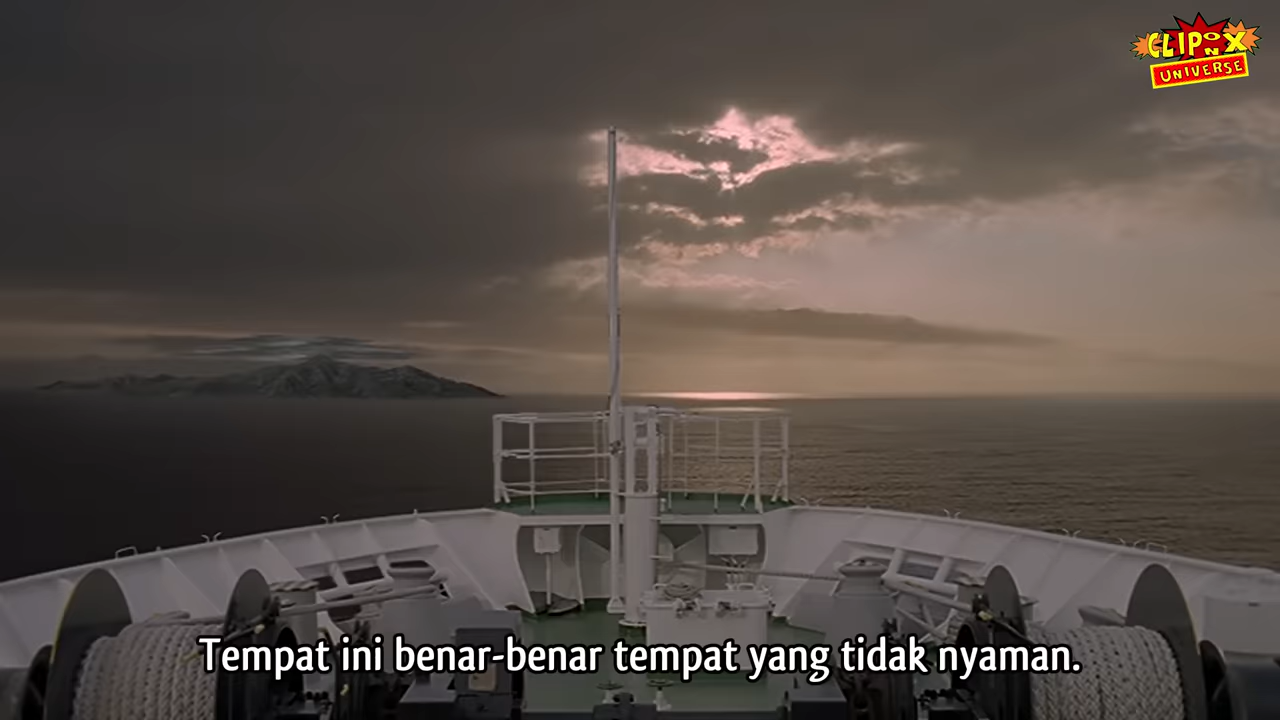 CLIP ON X
UNIVERSE
Tempat ini benar-benar tempat yang tidak nyaman.